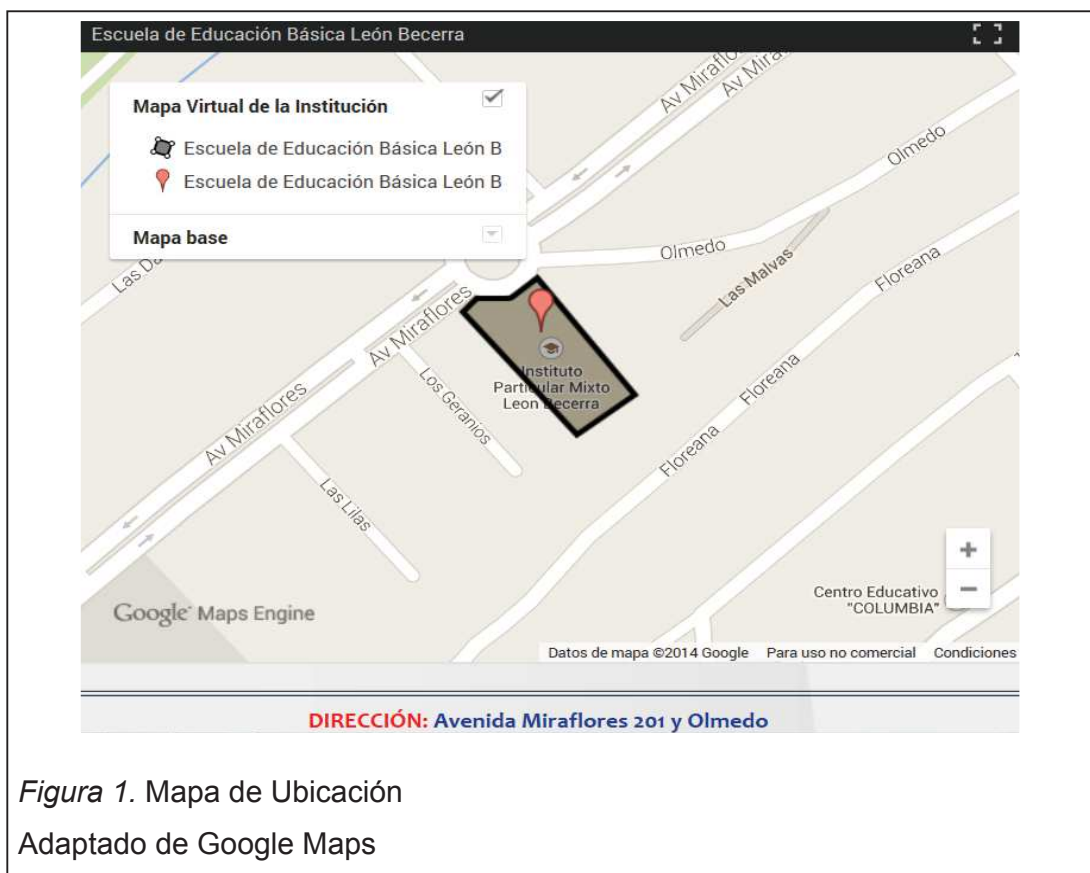 Escuela de Educación Básica León Becerra
Mapa Virtual de la Institución
Escuela de Educación Básica León B
Escuela de Educación Básica León B
Mapa base
Av Miraflores
Av Mira
Olmedo
Olmedo
Las Malvas
Floreana
Las Da
Av Miraflores
Los Geranios
Instituto
Particular Mixto
Leon Becerra
Floreana
Av Miraflores
Floreana
Las Lilas
Centro Educativo
"COLUMBIA"
Google Maps Engine
Datos de mapa ©2014 Google Para uso no comercial Condiciones
DIRECCIÓN: Avenida Miraflores 201 y Olmedo
Figura 1. Mapa de Ubicación
Adaptado de Google Maps